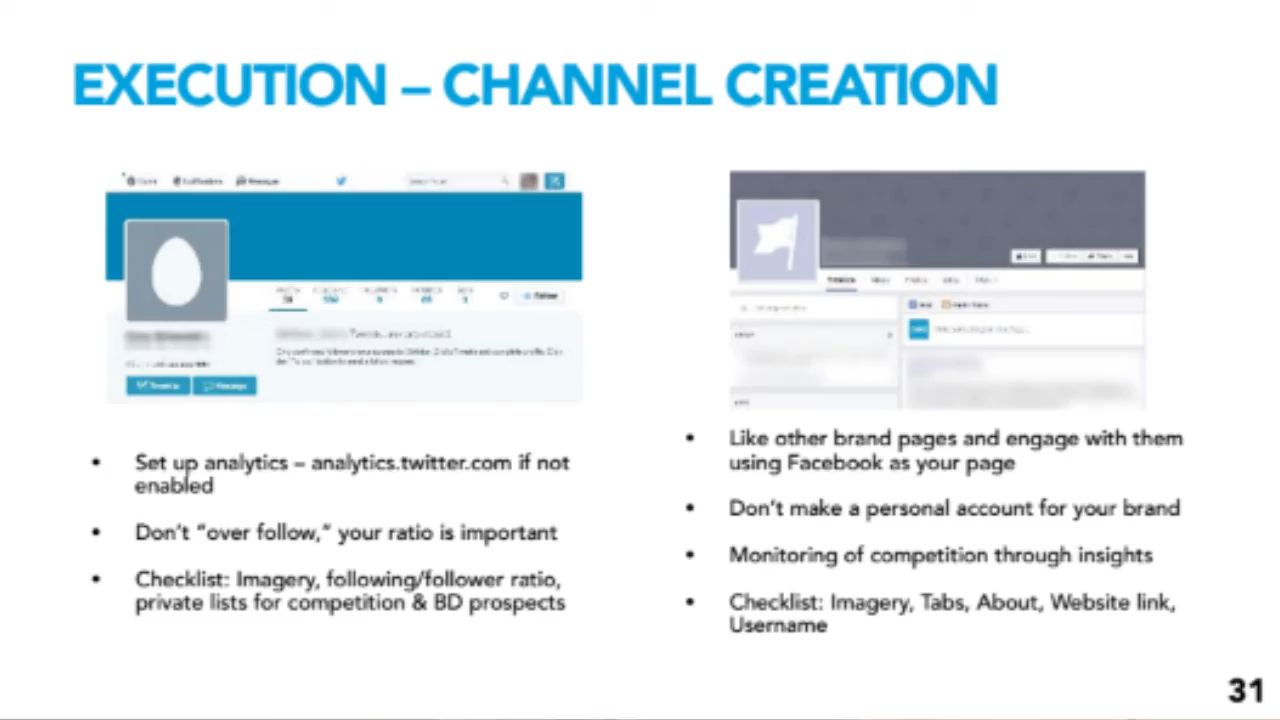 EXECUTION – CHANNEL CREATION
Follow
Message
• Set up analytics – analytics.twitter.com if not
enabled
• Don't “over follow,” your ratio is important
• Checklist: Imagery, following/follower ratio,
private lists for competition & BD prospects
• Like other brand pages and engage with them
using Facebook as your page
• Don't make a personal account for your brand
• Monitoring of competition through insights
• Checklist: Imagery, Tabs, About, Website link,
Username
31